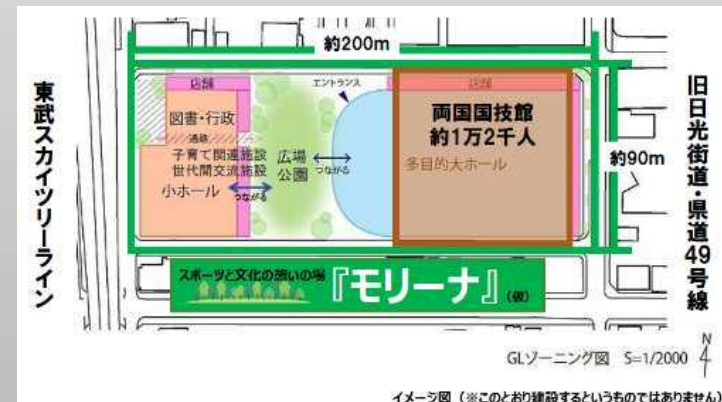 約200m
東武スカイツリーライン
店舗
図書・行政
通路
子育て関連施設
世代間交流施設
小ホール
つながる
広場
公園
つながる
エントランス
店舗
両国国技館
約1万2千人
多目的大ホール
約90m
旧日光街道・県道49号線
スポーツと文化の憩いの場
『モリーナ』(仮)
GLゾーニング図 S=1/2000
N
イメージ図(※このとおり建設するというものではありません)